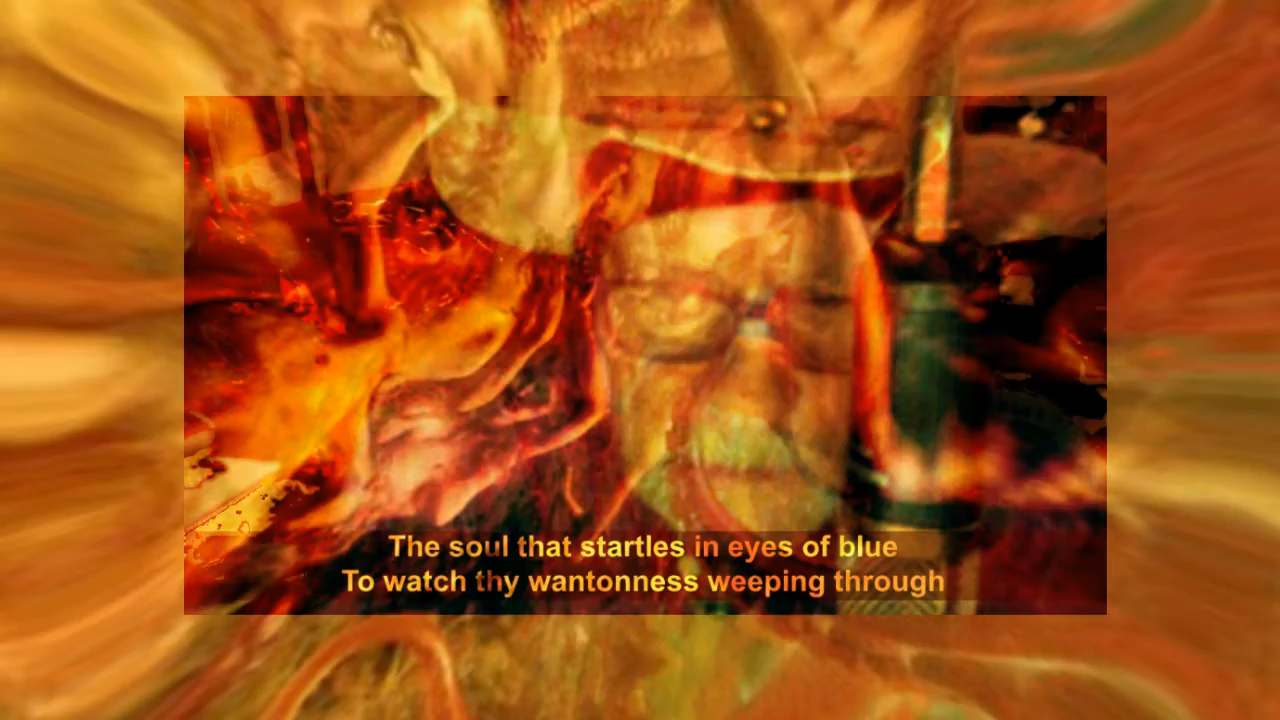 The soul that startles in eyes of blue
To watch thy wantonness weeping through